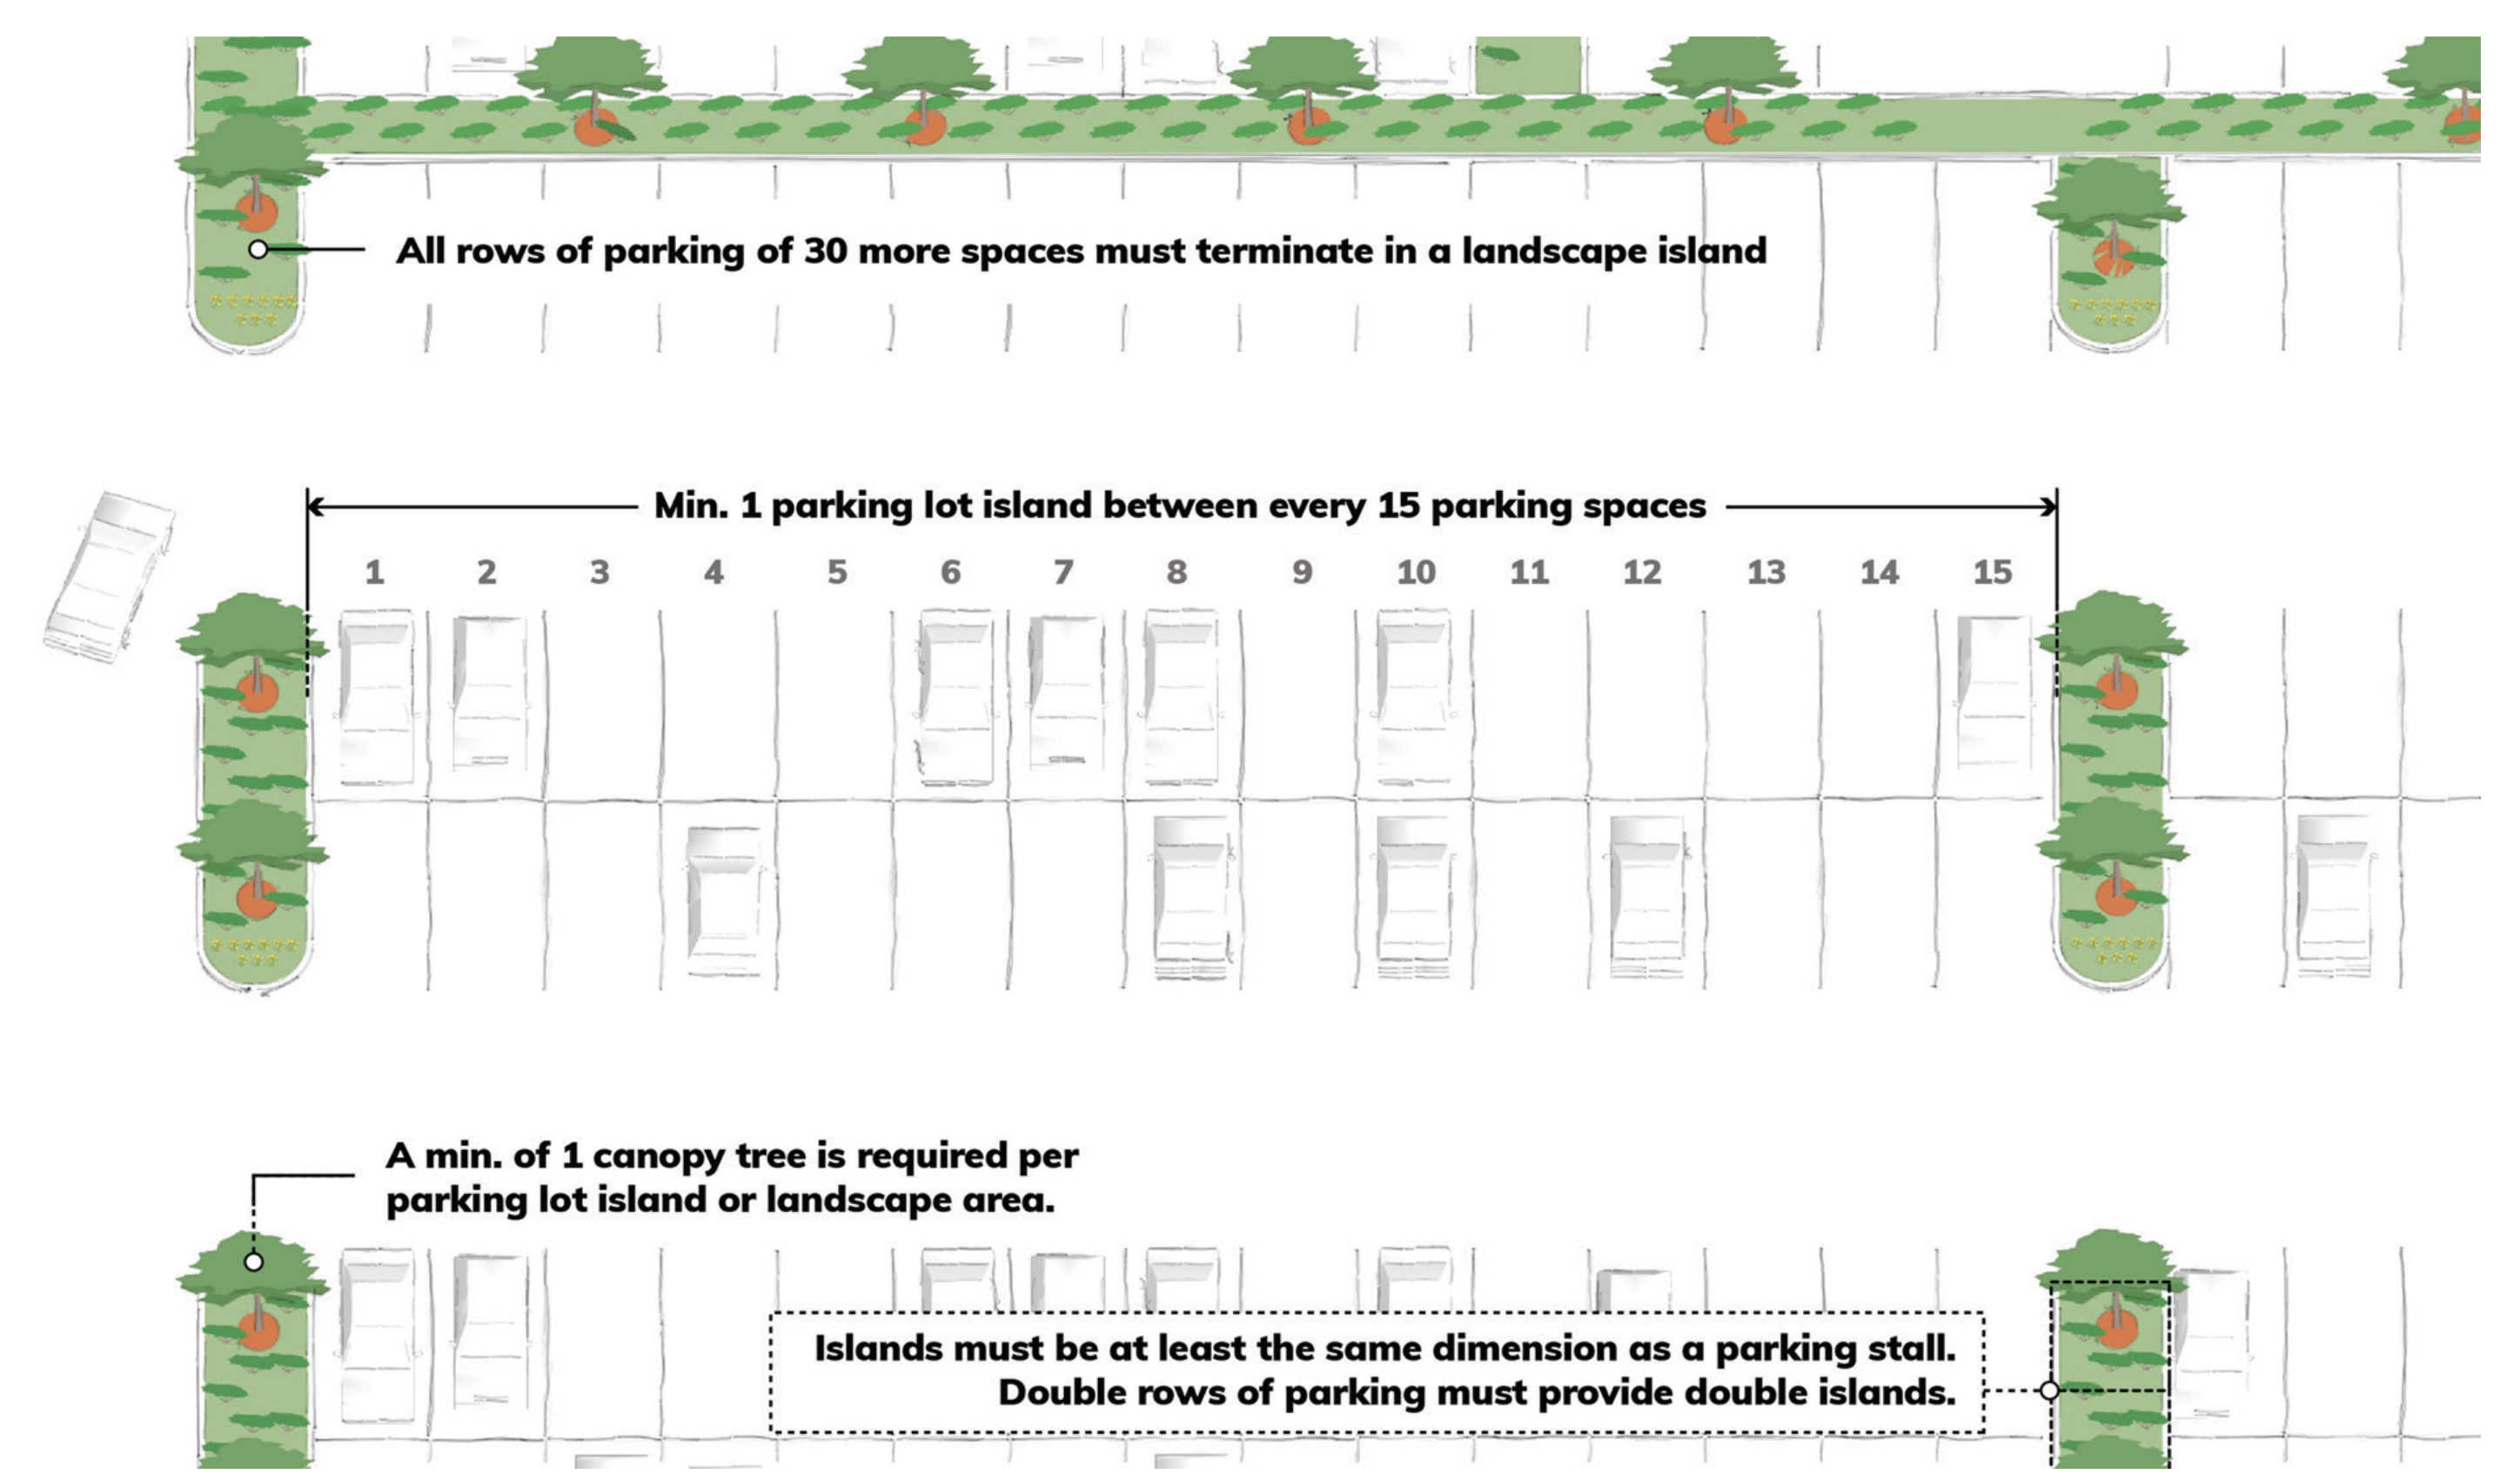 All rows of parking of 30 more spaces must terminate in a landscape island
Min. 1 parking lot island between every 15 parking spaces
1 2 3 4 5 6 7 8 9 10 11 12 13 14 15
A min. of 1 canopy tree is required per
parking lot island or landscape area.
Islands must be at least the same dimension as a parking stall.
Double rows of parking must provide double islands.